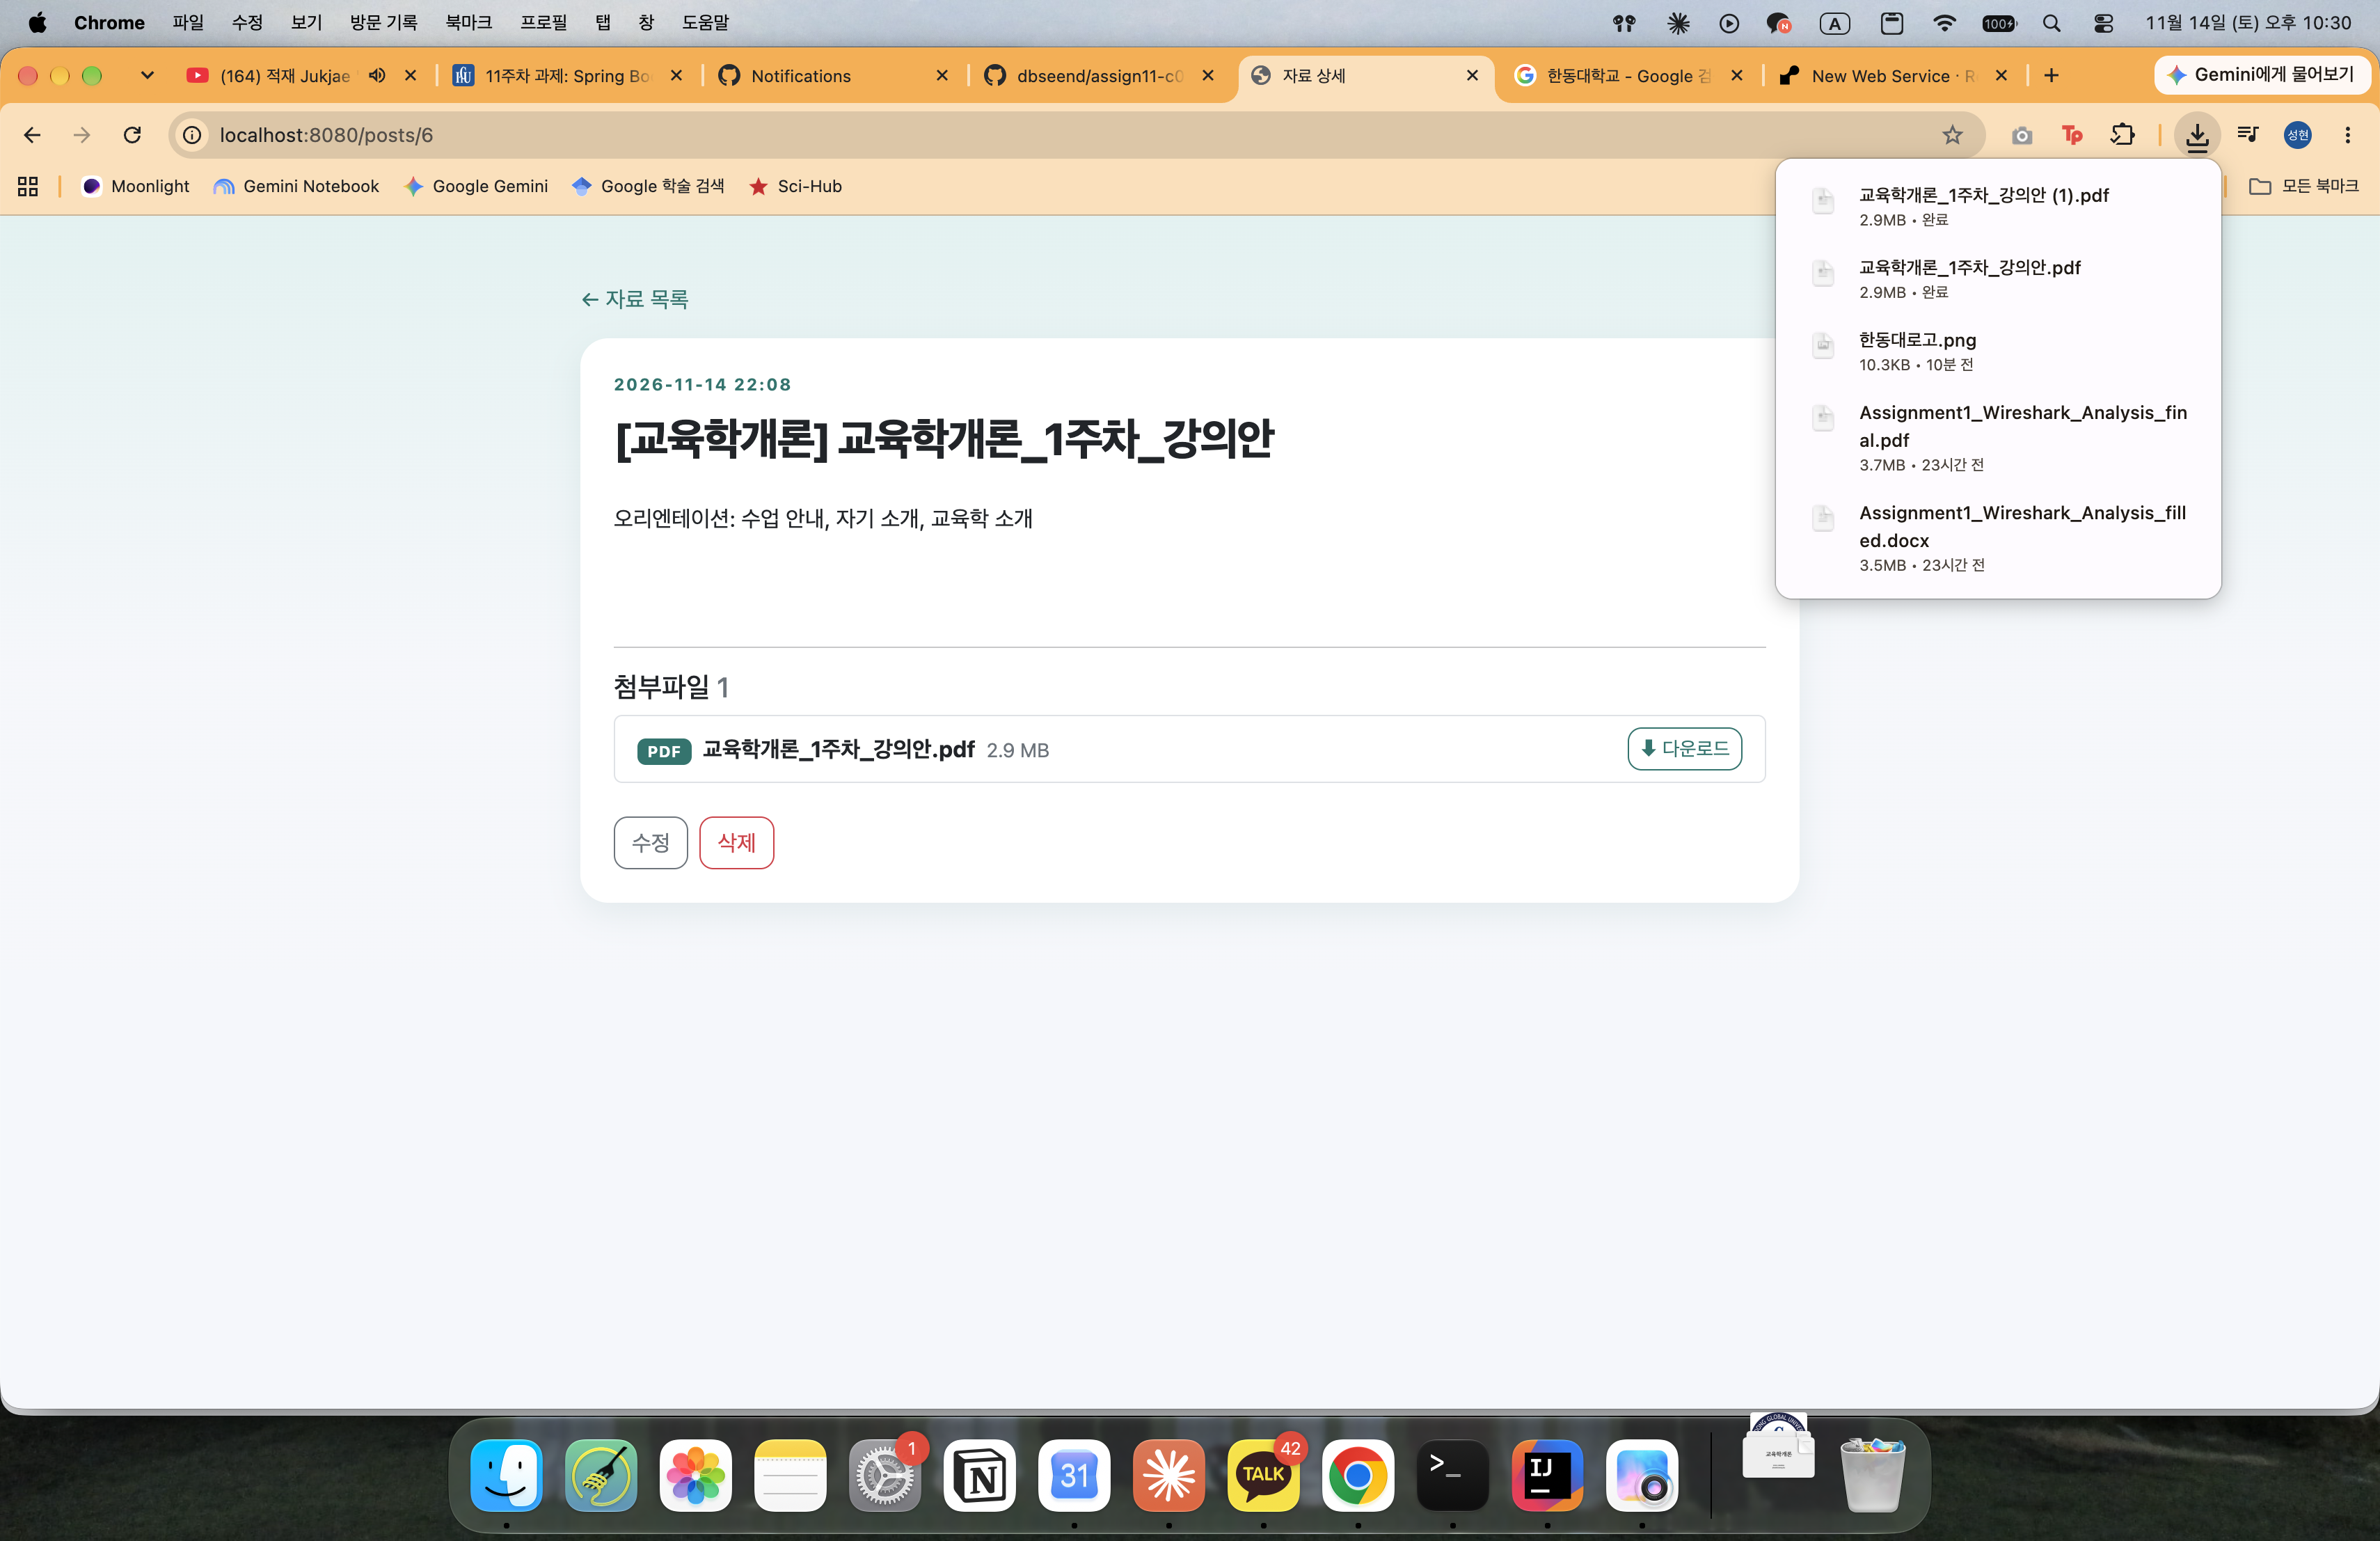 Chrome 파일 수정 보기 방문 기록 북마크 프로필 탭 창 도움말
A 100 11월 14일 (토) 오후 10:30
(164) 적재 Jukjae
11주차 과제: Spring Bo
Notifications
dbseend/assign11-c0
자료 상세
한동대학교 - Google 검
New Web Service · R
Gemini에게 물어보기
localhost:8080/posts/6
Tp
성현
Moonlight
Gemini Notebook
Google Gemini
Google 학술 검색
Sci-Hub
모든 북마크
교육학개론_1주차_강의안 (1).pdf
2.9MB • 완료
교육학개론_1주차_강의안.pdf
2.9MB • 완료
한동대로고.png
10.3KB • 10분 전
Assignment1_Wireshark_Analysis_fin
al.pdf
3.7MB • 23시간 전
Assignment1_Wireshark_Analysis_fill
ed.docx
3.5MB • 23시간 전
← 자료 목록
2026-11-14 22:08
[교육학개론] 교육학개론_1주차_강의안
오리엔테이션: 수업 안내, 자기 소개, 교육학 소개
첨부파일 1
PDF 교육학개론_1주차_강의안.pdf 2.9 MB
⬇ 다운로드
수정 삭제
1
31
TALK
42
>_
IJ
교육학개론